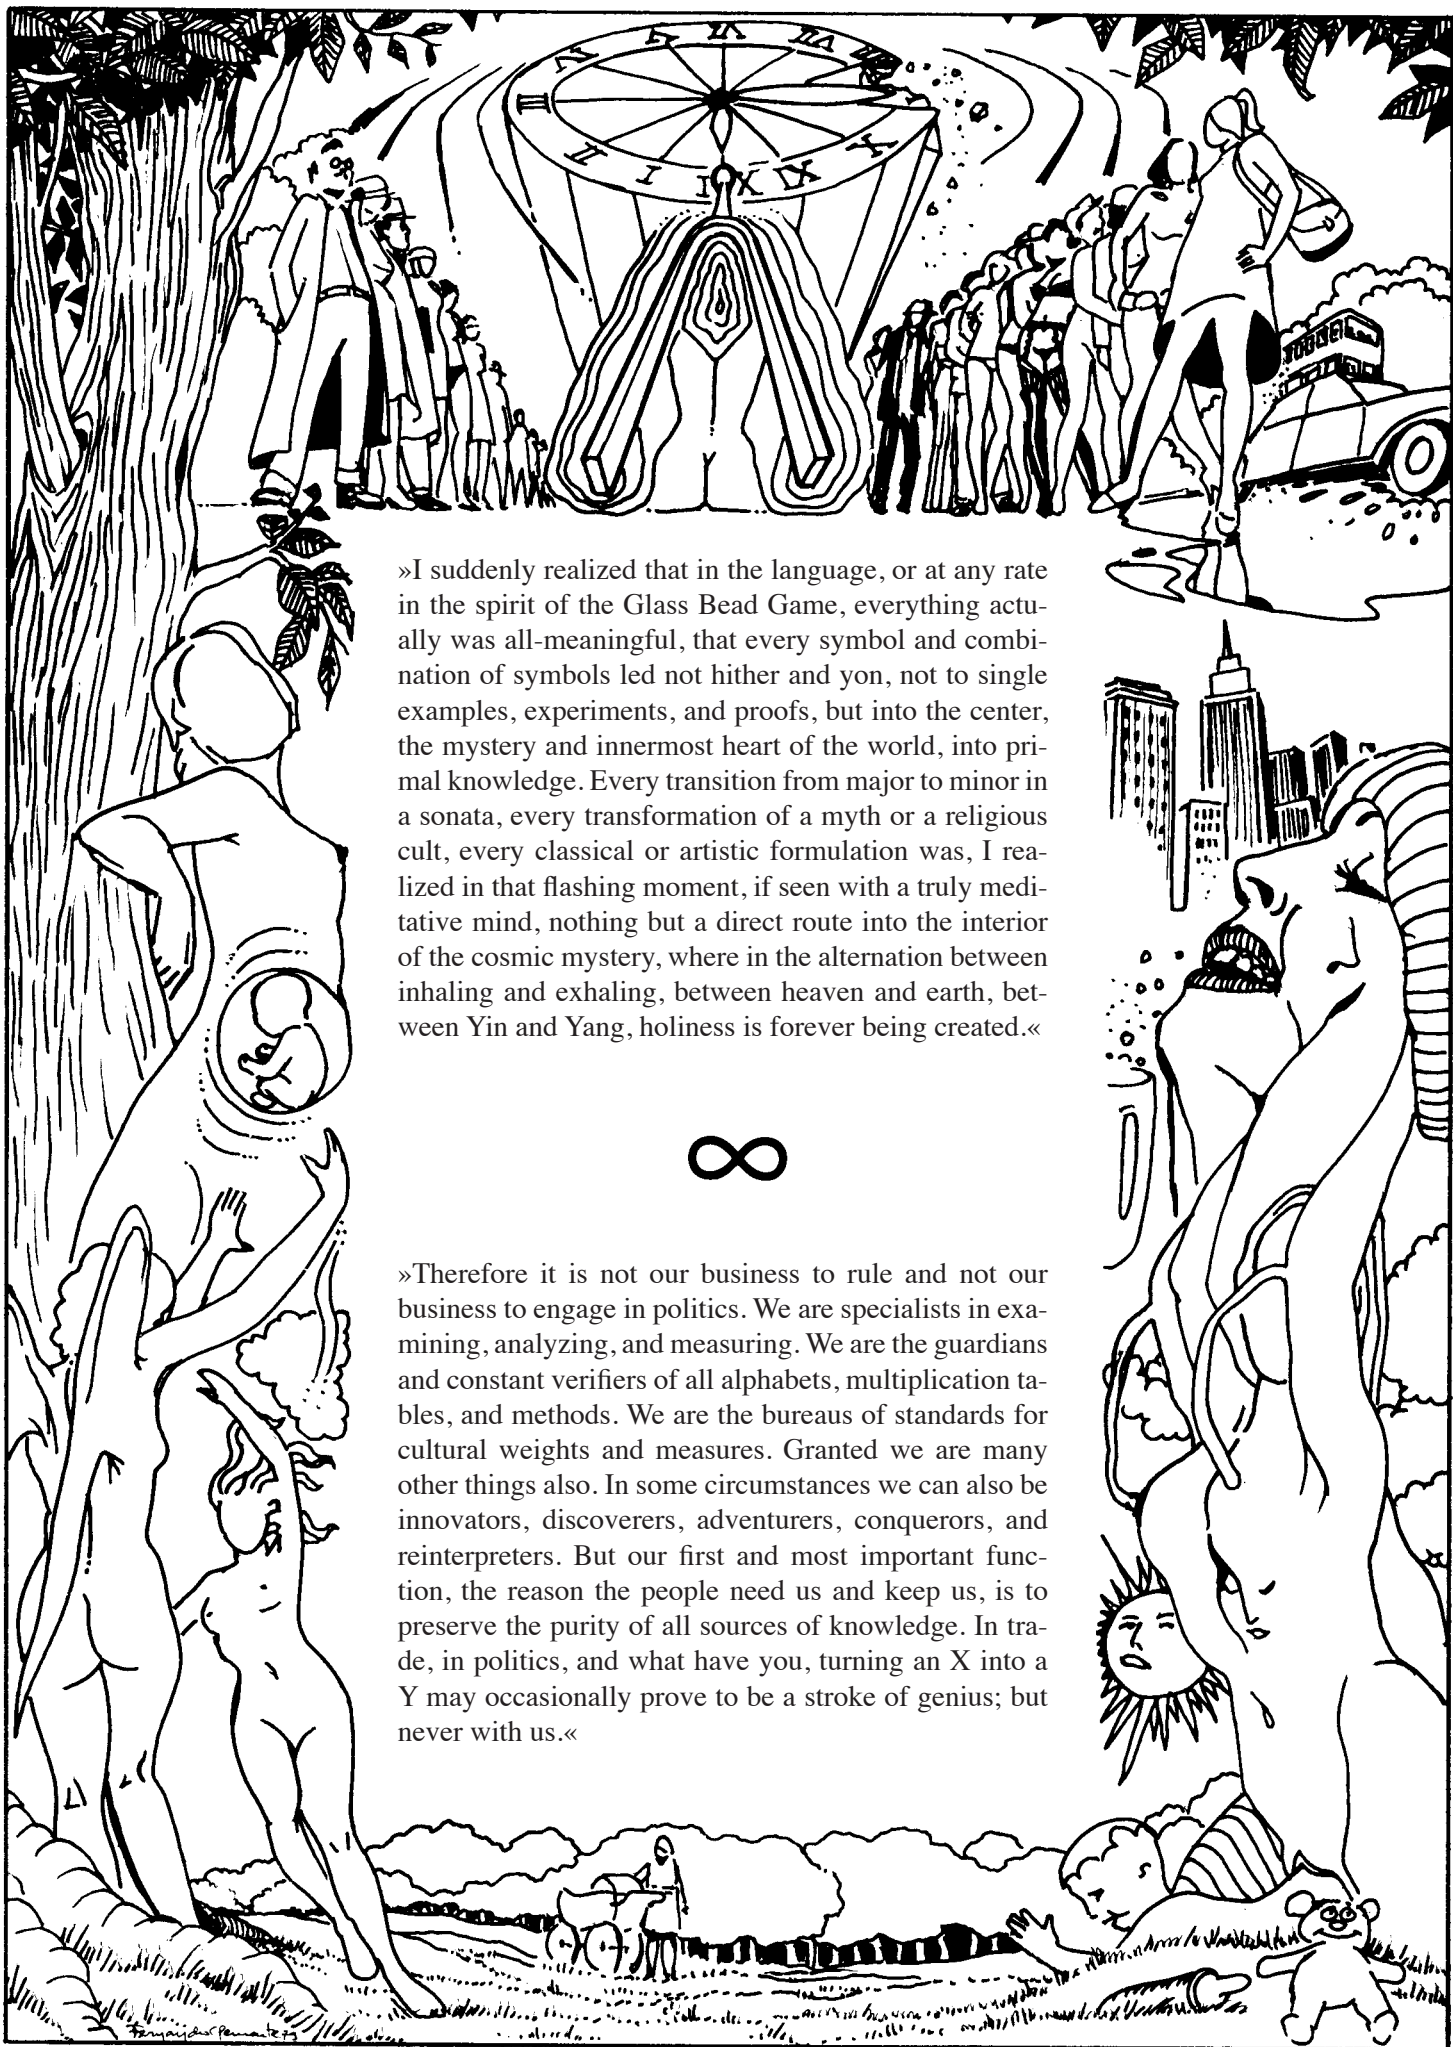 »I suddenly realized that in the language, or at any rate
in the spirit of the Glass Bead Game, everything actu-
ally was all-meaningful, that every symbol and combi-
nation of symbols led not hither and yon, not to single
examples, experiments, and proofs, but into the center,
the mystery and innermost heart of the world, into pri-
mal knowledge. Every transition from major to minor in
a sonata, every transformation of a myth or a religious
cult, every classical or artistic formulation was, I rea-
lized in that flashing moment, if seen with a truly medi-
tative mind, nothing but a direct route into the interior
of the cosmic mystery, where in the alternation between
inhaling and exhaling, between heaven and earth, bet-
ween Yin and Yang, holiness is forever being created.«
∞
»Therefore it is not our business to rule and not our
business to engage in politics. We are specialists in exa-
mining, analyzing, and measuring. We are the guardians
and constant verifiers of all alphabets, multiplication ta-
bles, and methods. We are the bureaus of standards for
cultural weights and measures. Granted we are many
other things also. In some circumstances we can also be
innovators, discoverers, adventurers, conquerors, and
reinterpreters. But our first and most important func-
tion, the reason the people need us and keep us, is to
preserve the purity of all sources of knowledge. In tra-
de, in politics, and what have you, turning an X into a
Y may occasionally prove to be a stroke of genius; but
never with us.«